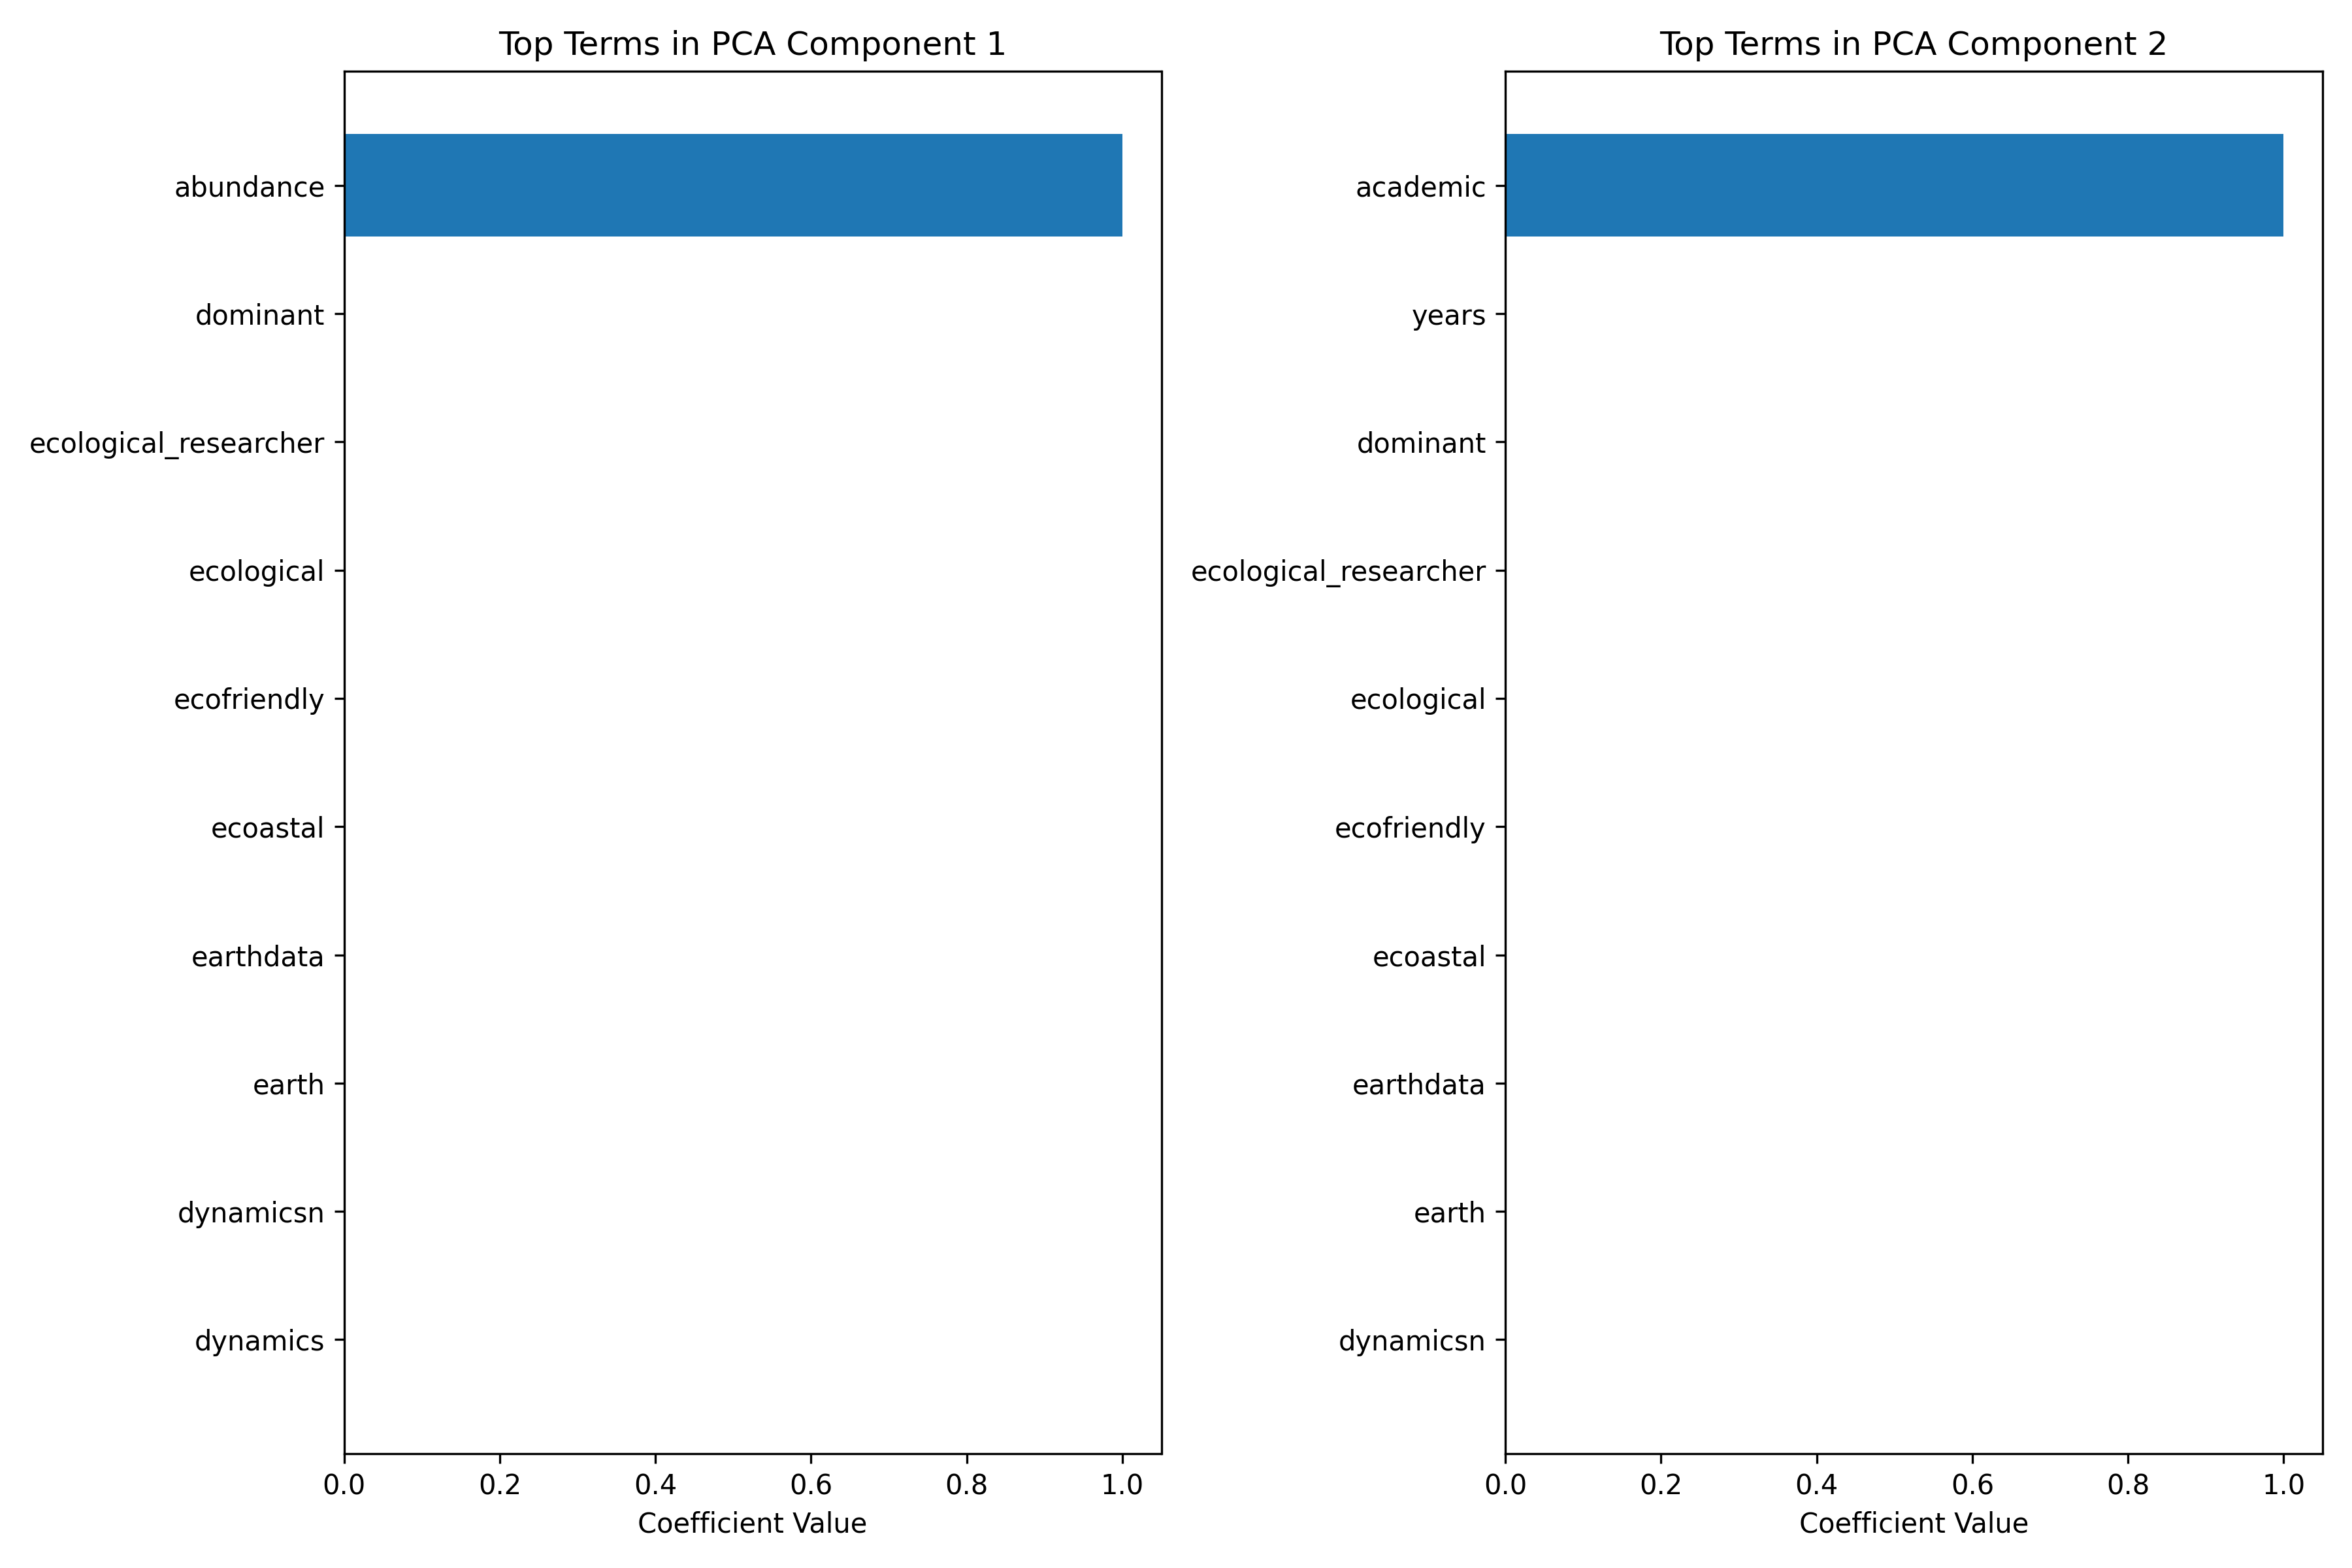 Top Terms in PCA Component 1
abundance
dominant
ecological_researcher
ecological
ecofriendly
ecoastal
earthdata
earth
dynamicsn
dynamics
0.0 0.2 0.4 0.6 0.8 1.0
Coefficient Value
Top Terms in PCA Component 2
academic
years
dominant
ecological_researcher
ecological
ecofriendly
ecoastal
earthdata
earth
dynamicsn
0.0 0.2 0.4 0.6 0.8 1.0
Coefficient Value